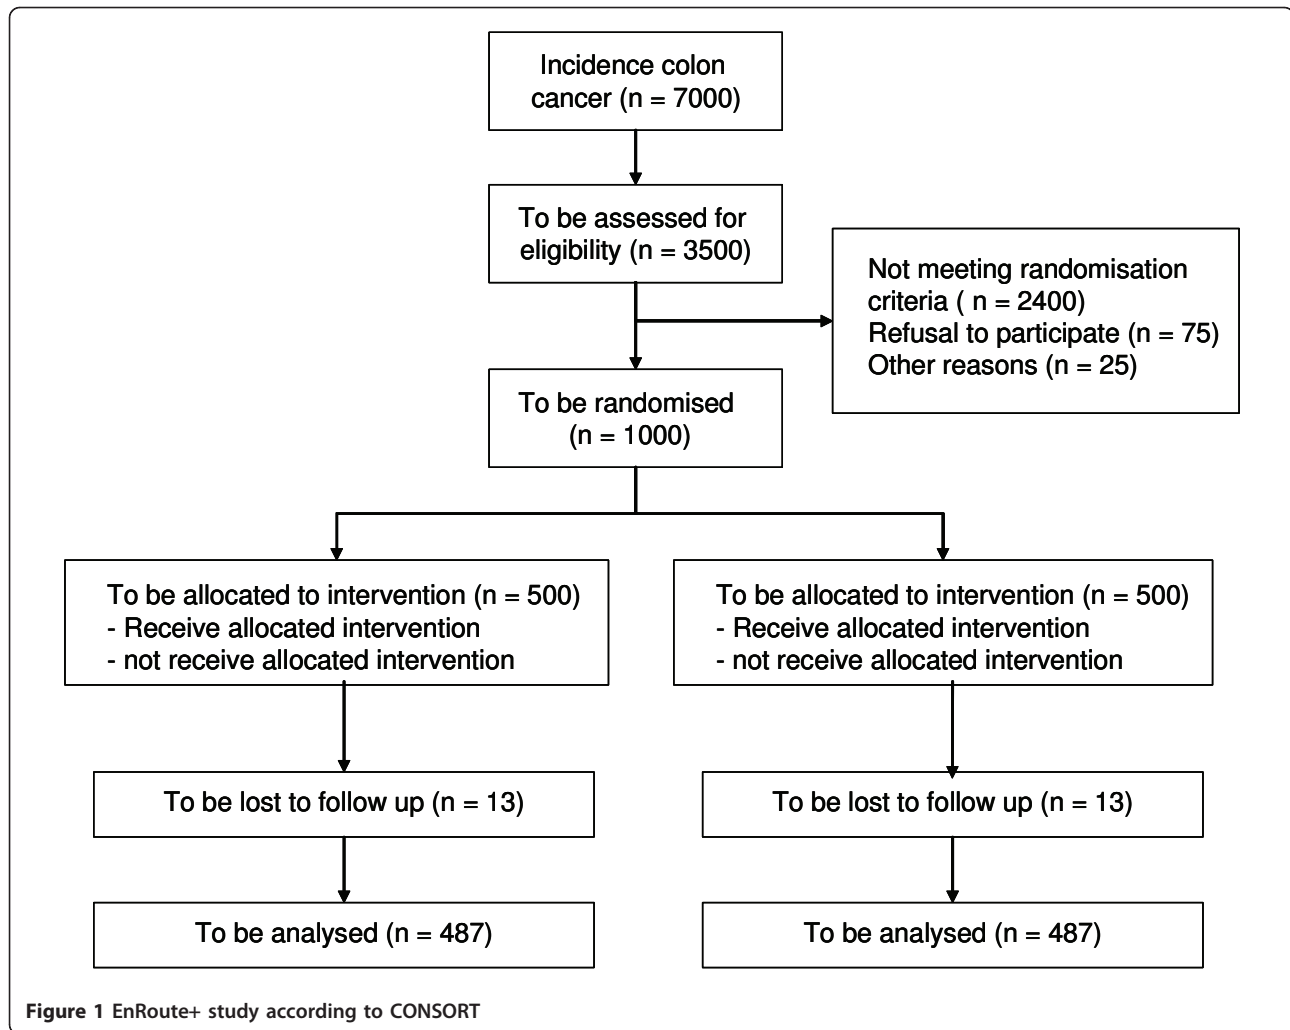 Incidence colon
cancer (n = 7000)
To be assessed for
eligibility (n = 3500)
Not meeting randomisation
criteria ( n = 2400)
Refusal to participate (n = 75)
Other reasons (n = 25)
To be randomised
(n = 1000)
To be allocated to intervention (n = 500)
- Receive allocated intervention
- not receive allocated intervention
To be allocated to intervention (n = 500)
- Receive allocated intervention
- not receive allocated intervention
To be lost to follow up (n = 13)
To be lost to follow up (n = 13)
To be analysed (n = 487)
To be analysed (n = 487)
Figure 1 EnRoute+ study according to CONSORT